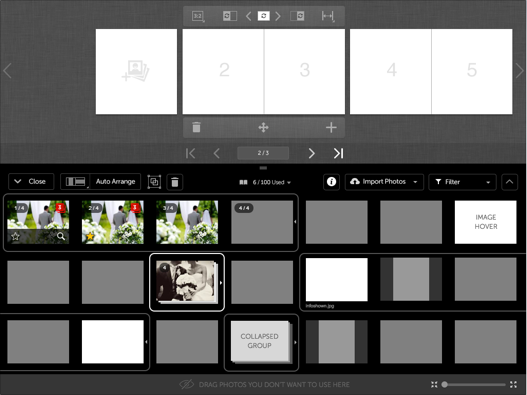 3:2
2
3
4
5
2 / 3
Close
Auto Arrange
6 / 100 Used
Import Photos
Filter
1 / 4
2 / 4
3 / 4
4 / 4
IMAGE
HOVER
4
infoshown.jpg
COLLAPSED
GROUP
DRAG PHOTOS YOU DON'T WANT TO USE HERE